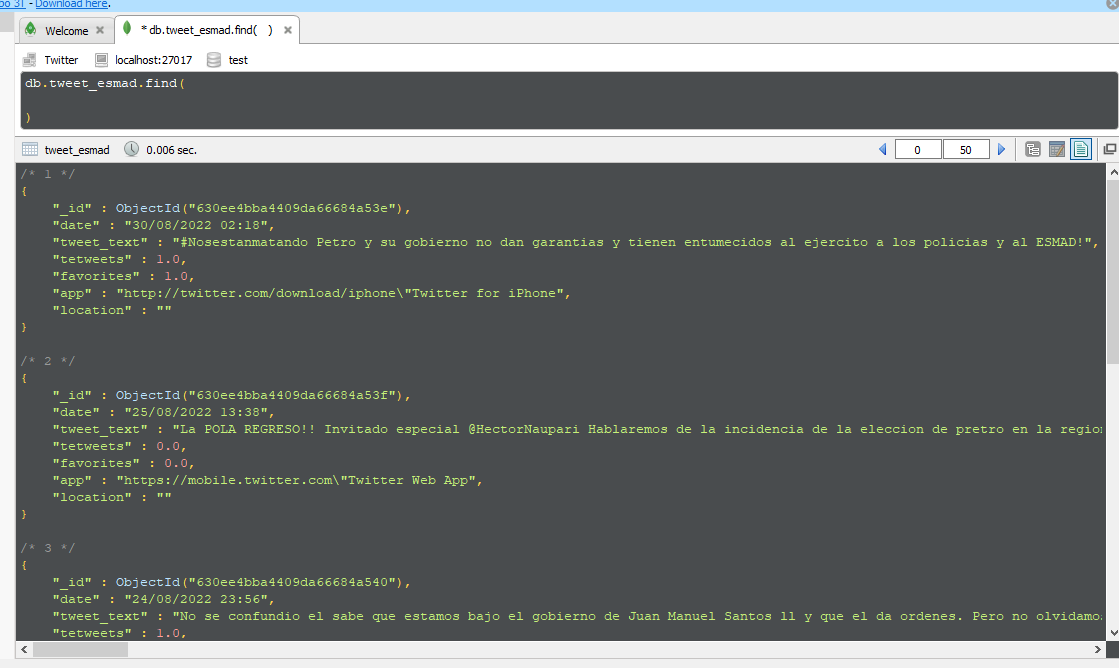 bo 3T - Download here.
Welcome * db.tweet_esmad.find( )
Twitter localhost:27017 test
db.tweet_esmad.find(
)
tweet_esmad 0.006 sec. 0 50
/* 1 */
{
"_id" : ObjectId("630ee4bba4409da66684a53e"),
"date" : "30/08/2022 02:18",
"tweet_text" : "#Nosestanmatando Petro y su gobierno no dan garantias y tienen entumecidos al ejercito a los policias y al ESMAD!",
"tetweets" : 1.0,
"favorites" : 1.0,
"app" : "http://twitter.com/download/iphone\"Twitter for iPhone",
"location" : ""
}
/* 2 */
{
"_id" : ObjectId("630ee4bba4409da66684a53f"),
"date" : "25/08/2022 13:38",
"tweet_text" : "La POLA REGRESO!! Invitado especial @HectorNaupari Hablaremos de la incidencia de la eleccion de pretro en la region
"tetweets" : 0.0,
"favorites" : 0.0,
"app" : "https://mobile.twitter.com\"Twitter Web App",
"location" : ""
}
/* 3 */
{
"_id" : ObjectId("630ee4bba4409da66684a540"),
"date" : "24/08/2022 23:56",
"tweet_text" : "No se confundio el sabe que estamos bajo el gobierno de Juan Manuel Santos ll y que el da ordenes. Pero no olvidamos
"tetweets" : 1.0,